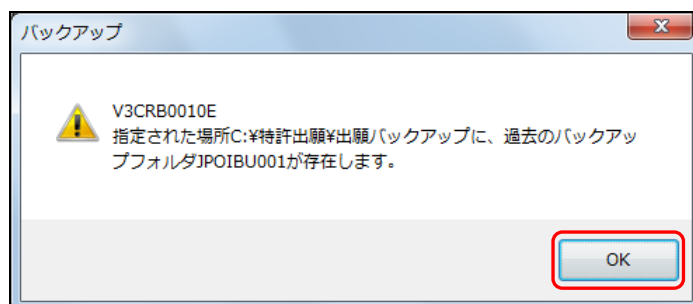 バックアップ
V3CRB0010E
指定された場所C:¥特許出願¥出願バックアップに、過去のバックアッ
プフォルダJPOIBU001が存在します。
OK